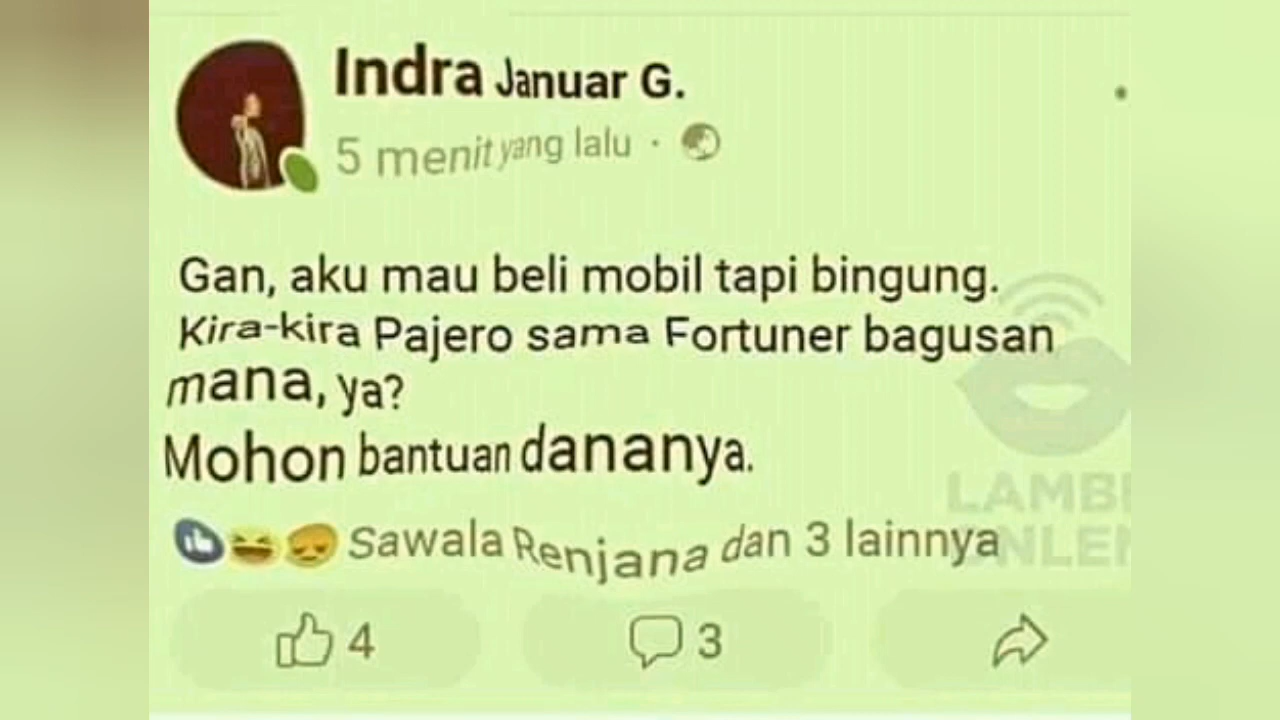 Indra Januar G.
5 menit yang lalu ·
Gan, aku mau beli mobil tapi bingung.
Kira-kira Pajero sama Fortuner bagusan
mana, ya?
Mohon bantuan dananya.
Sawala Renjana dan 3 lainnya
4
3